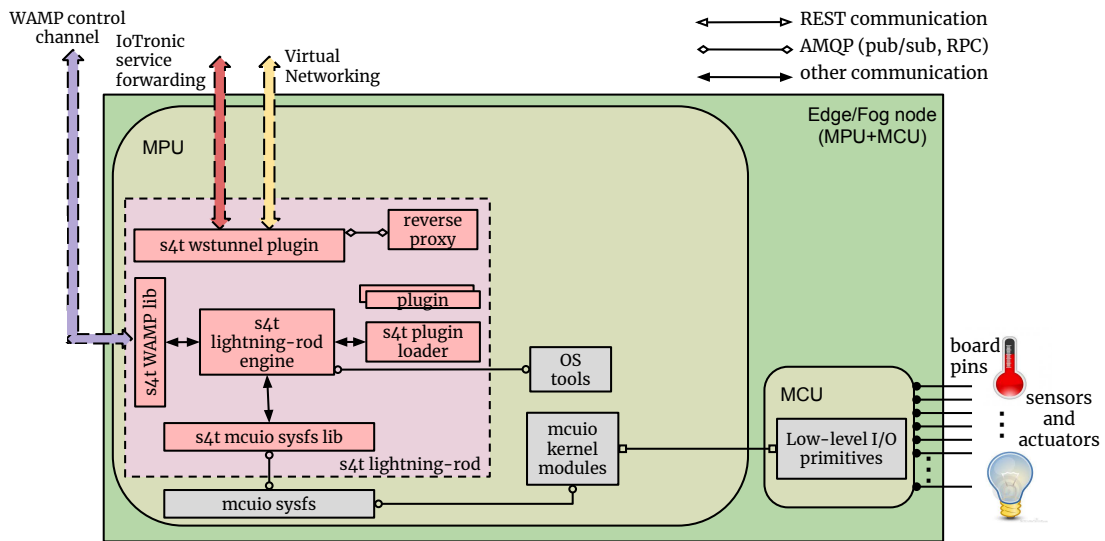 WAMP control
channel
IoTronic
service
forwarding
Virtual
Networking
REST communication
AMQP (pub/sub, RPC)
other communication
Edge/Fog node
(MPU+MCU)
MPU
s4t wstunnel plugin
reverse
proxy
s4t WAMP lib
s4t
lightning-rod
engine
plugin
s4t plugin
loader
OS
tools
s4t mcuio sysfs lib
s4t lightning-rod
mcuio sysfs
mcuio
kernel
modules
MCU
Low-level I/O
primitives
board
pins
sensors
and
actuators